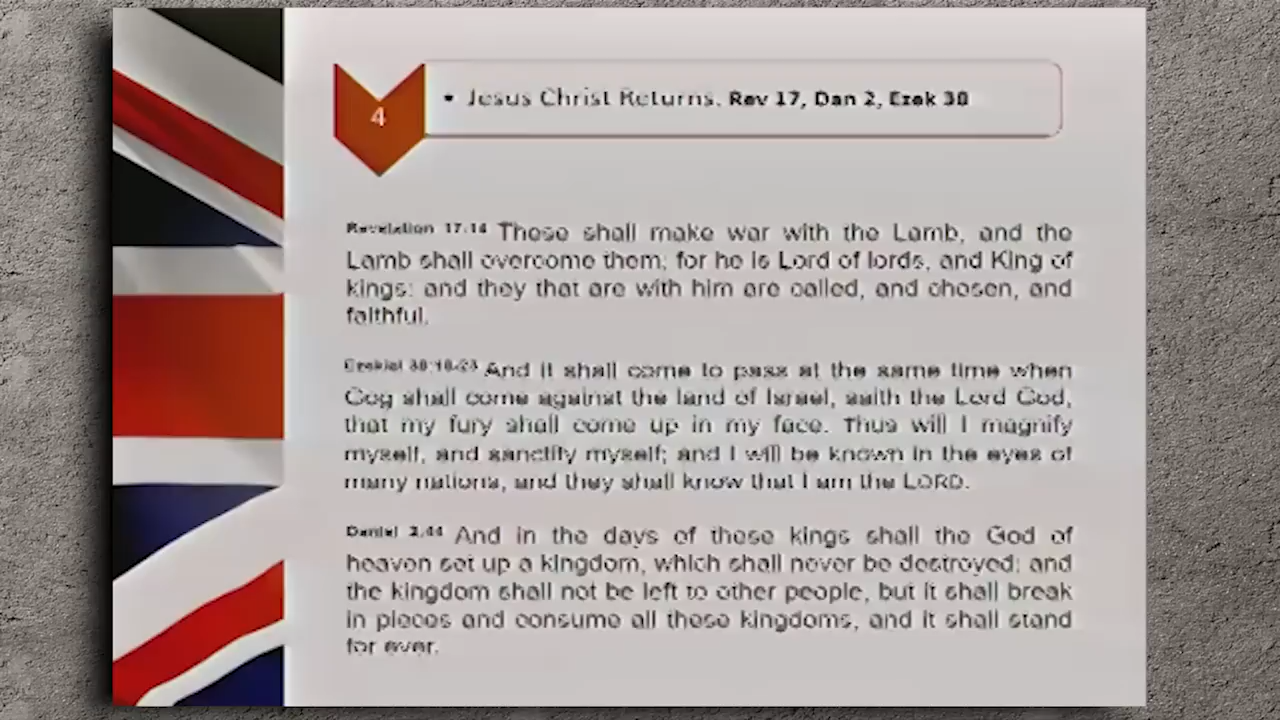 4
• Jesus Christ Returns. Rev 17, Dan 2, Ezek 38
Revelation 17:14 These shall make war with the Lamb, and the
Lamb shall overcome them: for he is Lord of lords, and King of
kings: and they that are with him are called, and chosen, and
faithful.
Ezekiel 38:18-23 And it shall come to pass at the same time when
Gog shall come against the land of Israel, saith the Lord God,
that my fury shall come up in my face. Thus will I magnify
myself, and sanctify myself; and I will be known in the eyes of
many nations, and they shall know that I am the LORD.
Daniel 2:44 And in the days of these kings shall the God of
heaven set up a kingdom, which shall never be destroyed: and
the kingdom shall not be left to other people, but it shall break
in pieces and consume all these kingdoms, and it shall stand
for ever.